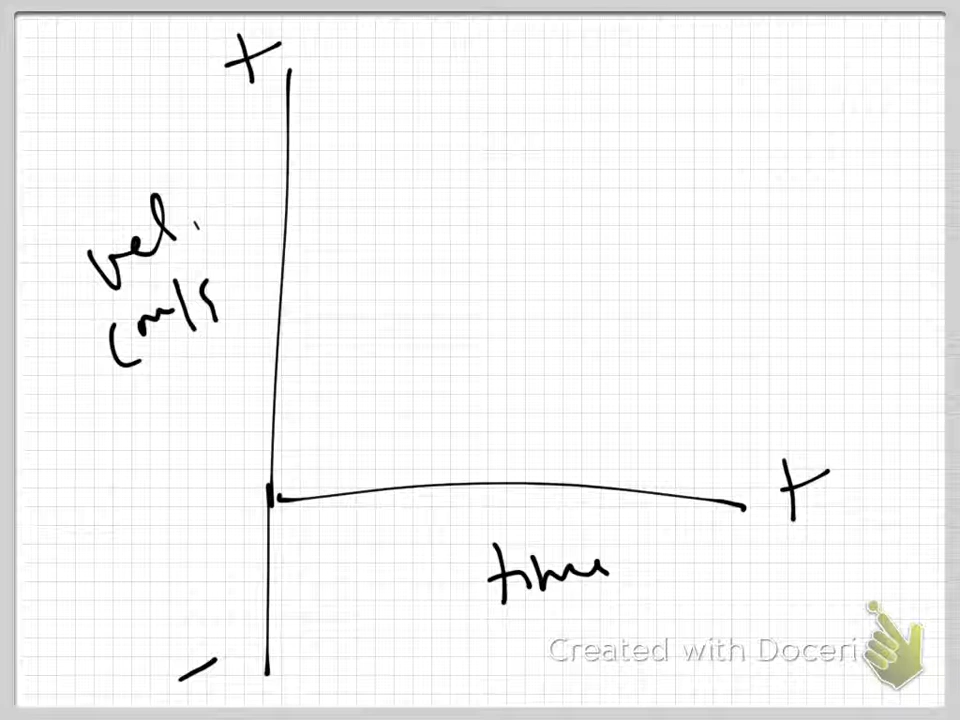 +
vel.
(m/s
+
time
-
Created with Doceri